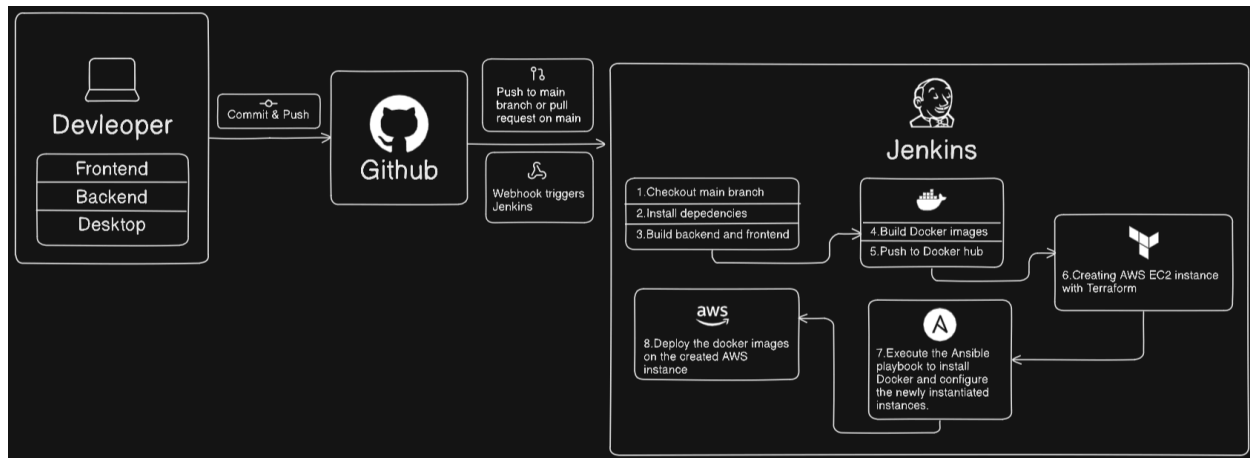 Devleoper
Frontend
Backend
Desktop
Commit & Push
Github
Push to main
branch or pull
request on main
Webhook triggers
Jenkins
Jenkins
1.Checkout main branch
2.Install depedencies
3.Build backend and frontend
4.Build Docker images
5.Push to Docker hub
6.Creating AWS EC2 instance
with Terraform
7.Execute the Ansible
playbook to install
Docker and configure
the newly instantiated
instances.
aws
8.Deploy the docker images
on the created AWS
instance